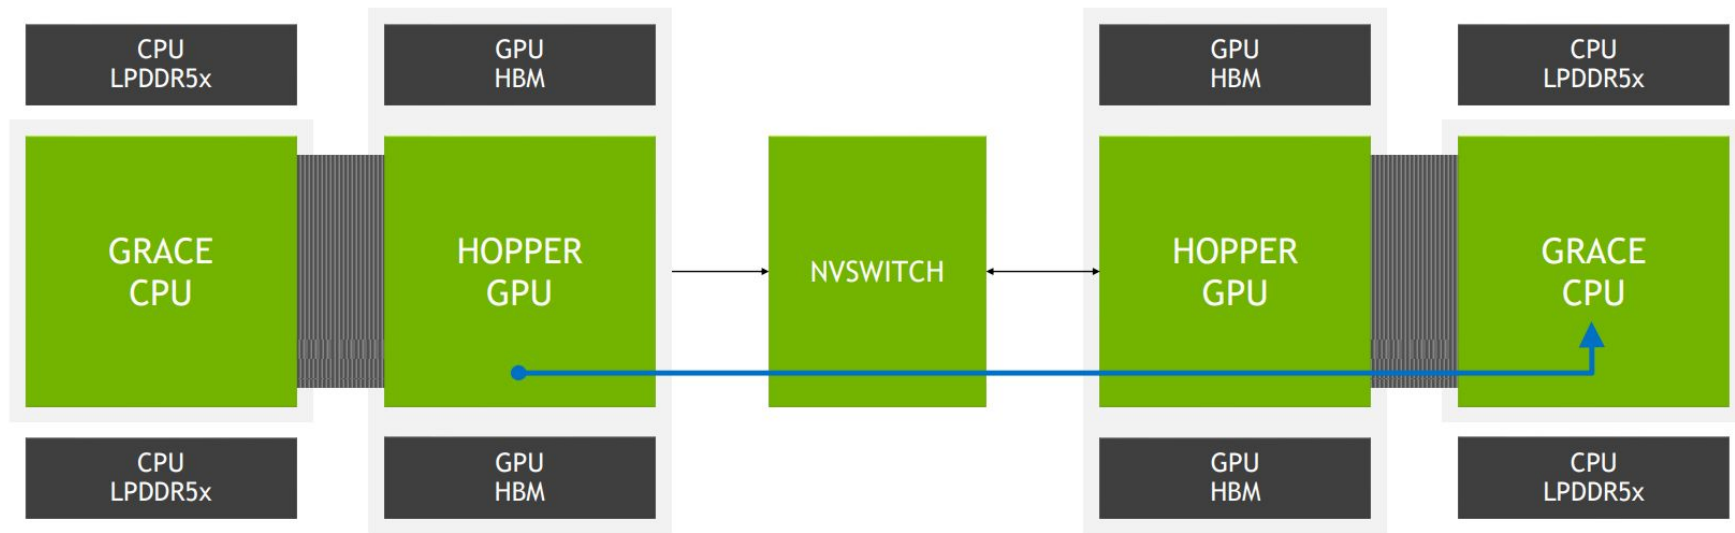 CPU
LPDDR5x
GPU
HBM
GPU
HBM
CPU
LPDDR5x
GRACE
CPU
HOPPER
GPU
NVSWITCH
HOPPER
GPU
GRACE
CPU
CPU
LPDDR5x
GPU
HBM
GPU
HBM
CPU
LPDDR5x